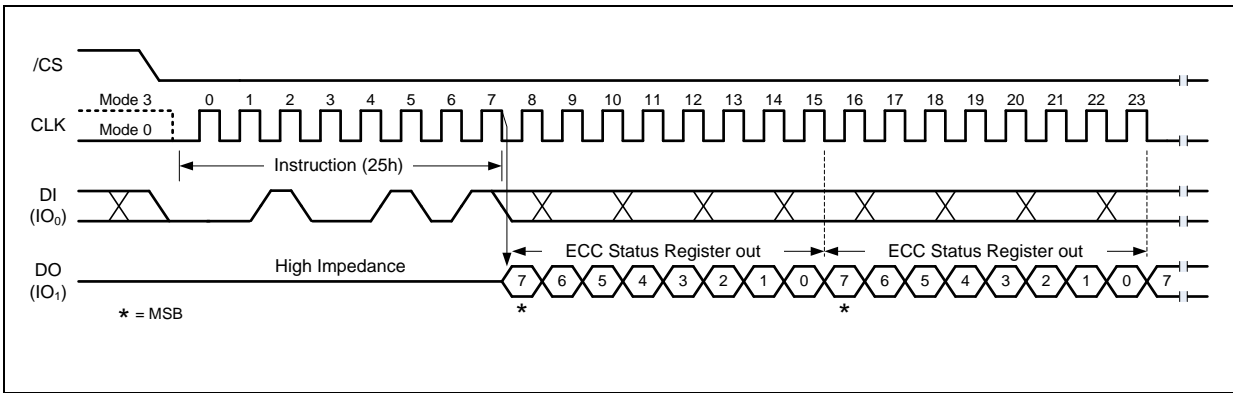 /CS
Mode 3
0 1 2 3 4 5 6 7 8 9 10 11 12 13 14 15 16 17 18 19 20 21 22 23
CLK
Mode 0
Instruction (25h)
DI
(IO₀)
ECC Status Register out ECC Status Register out
DO
(IO₁)
High Impedance
7 6 5 4 3 2 1 0 7 6 5 4 3 2 1 0 7
* *
* = MSB